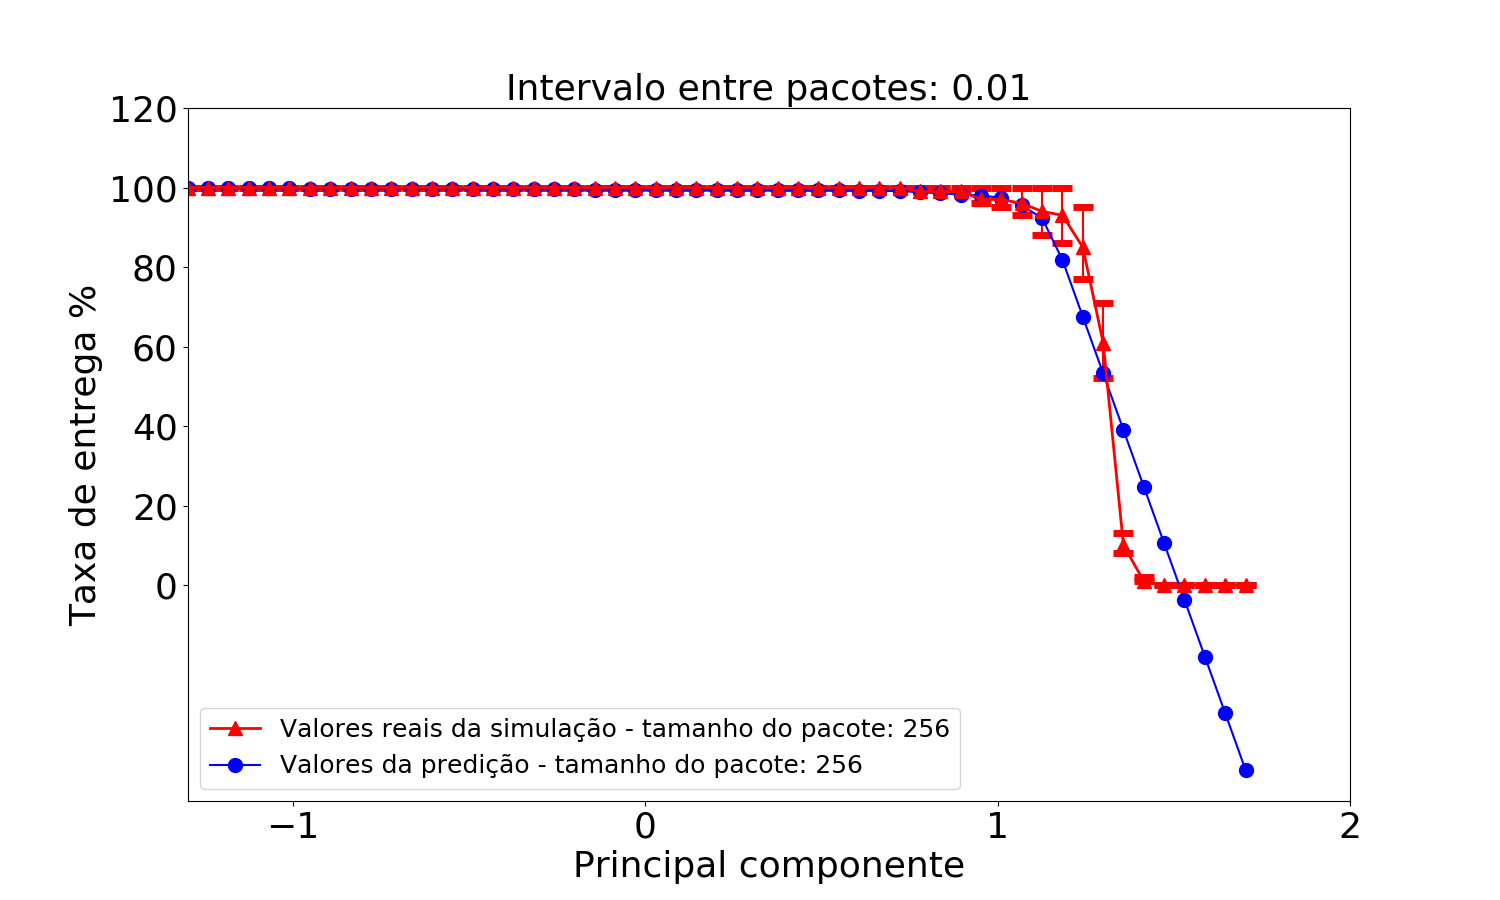 Intervalo entre pacotes: 0.01
120
100
80
60
40
20
0
Taxa de entrega %
Valores reais da simulação - tamanho do pacote: 256
Valores da predição - tamanho do pacote: 256
−1 0 1 2
Principal componente